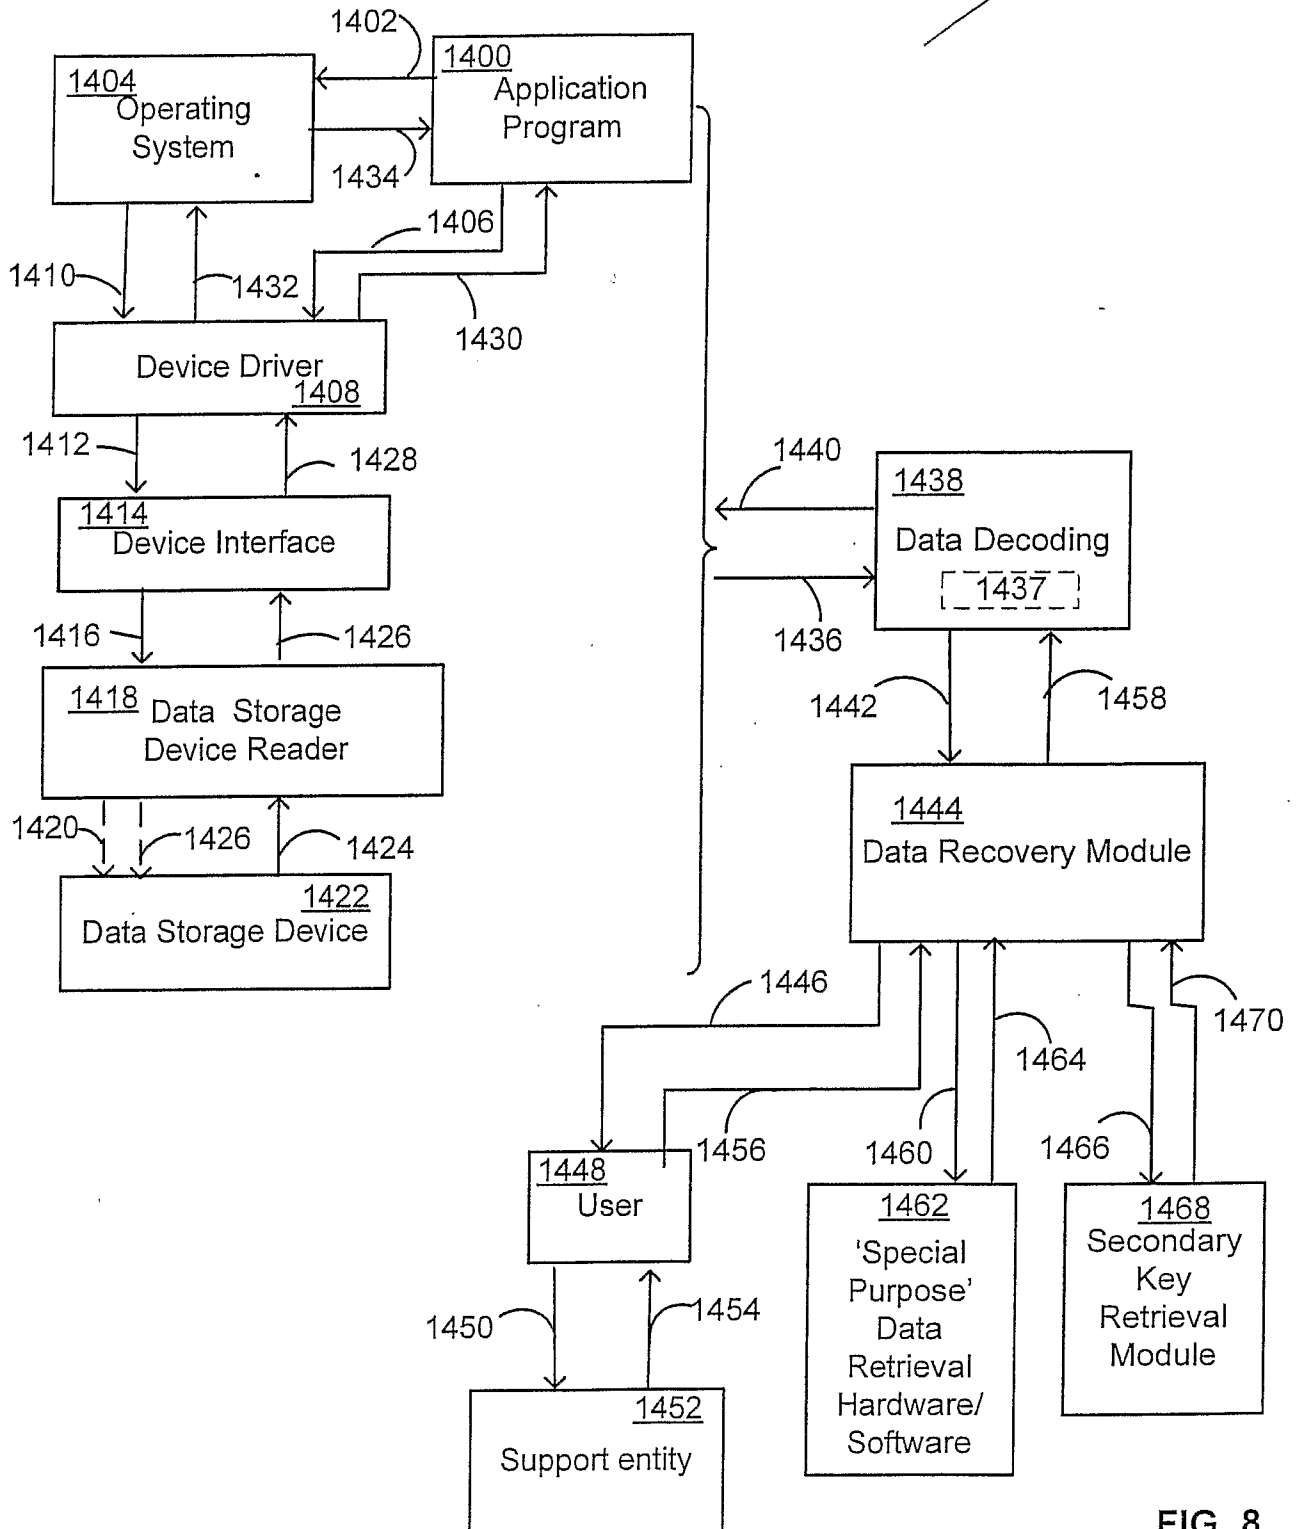 1402
1404
Operating
System
1400
Application
Program
1434
1406
1410
1432
1430
Device Driver
1408
1412
1428
1414
Device Interface
1416
1426
1418
Data Storage
Device Reader
1420
1426
1424
1422
Data Storage Device
1440
1438
Data Decoding
1437
1436
1442
1458
1444
Data Recovery Module
1446
1470
1464
1456
1460
1466
1448
User
1450
1454
1452
Support entity
1462
‘Special
Purpose’
Data
Retrieval
Hardware/
Software
1468
Secondary
Key
Retrieval
Module
FIG. 8